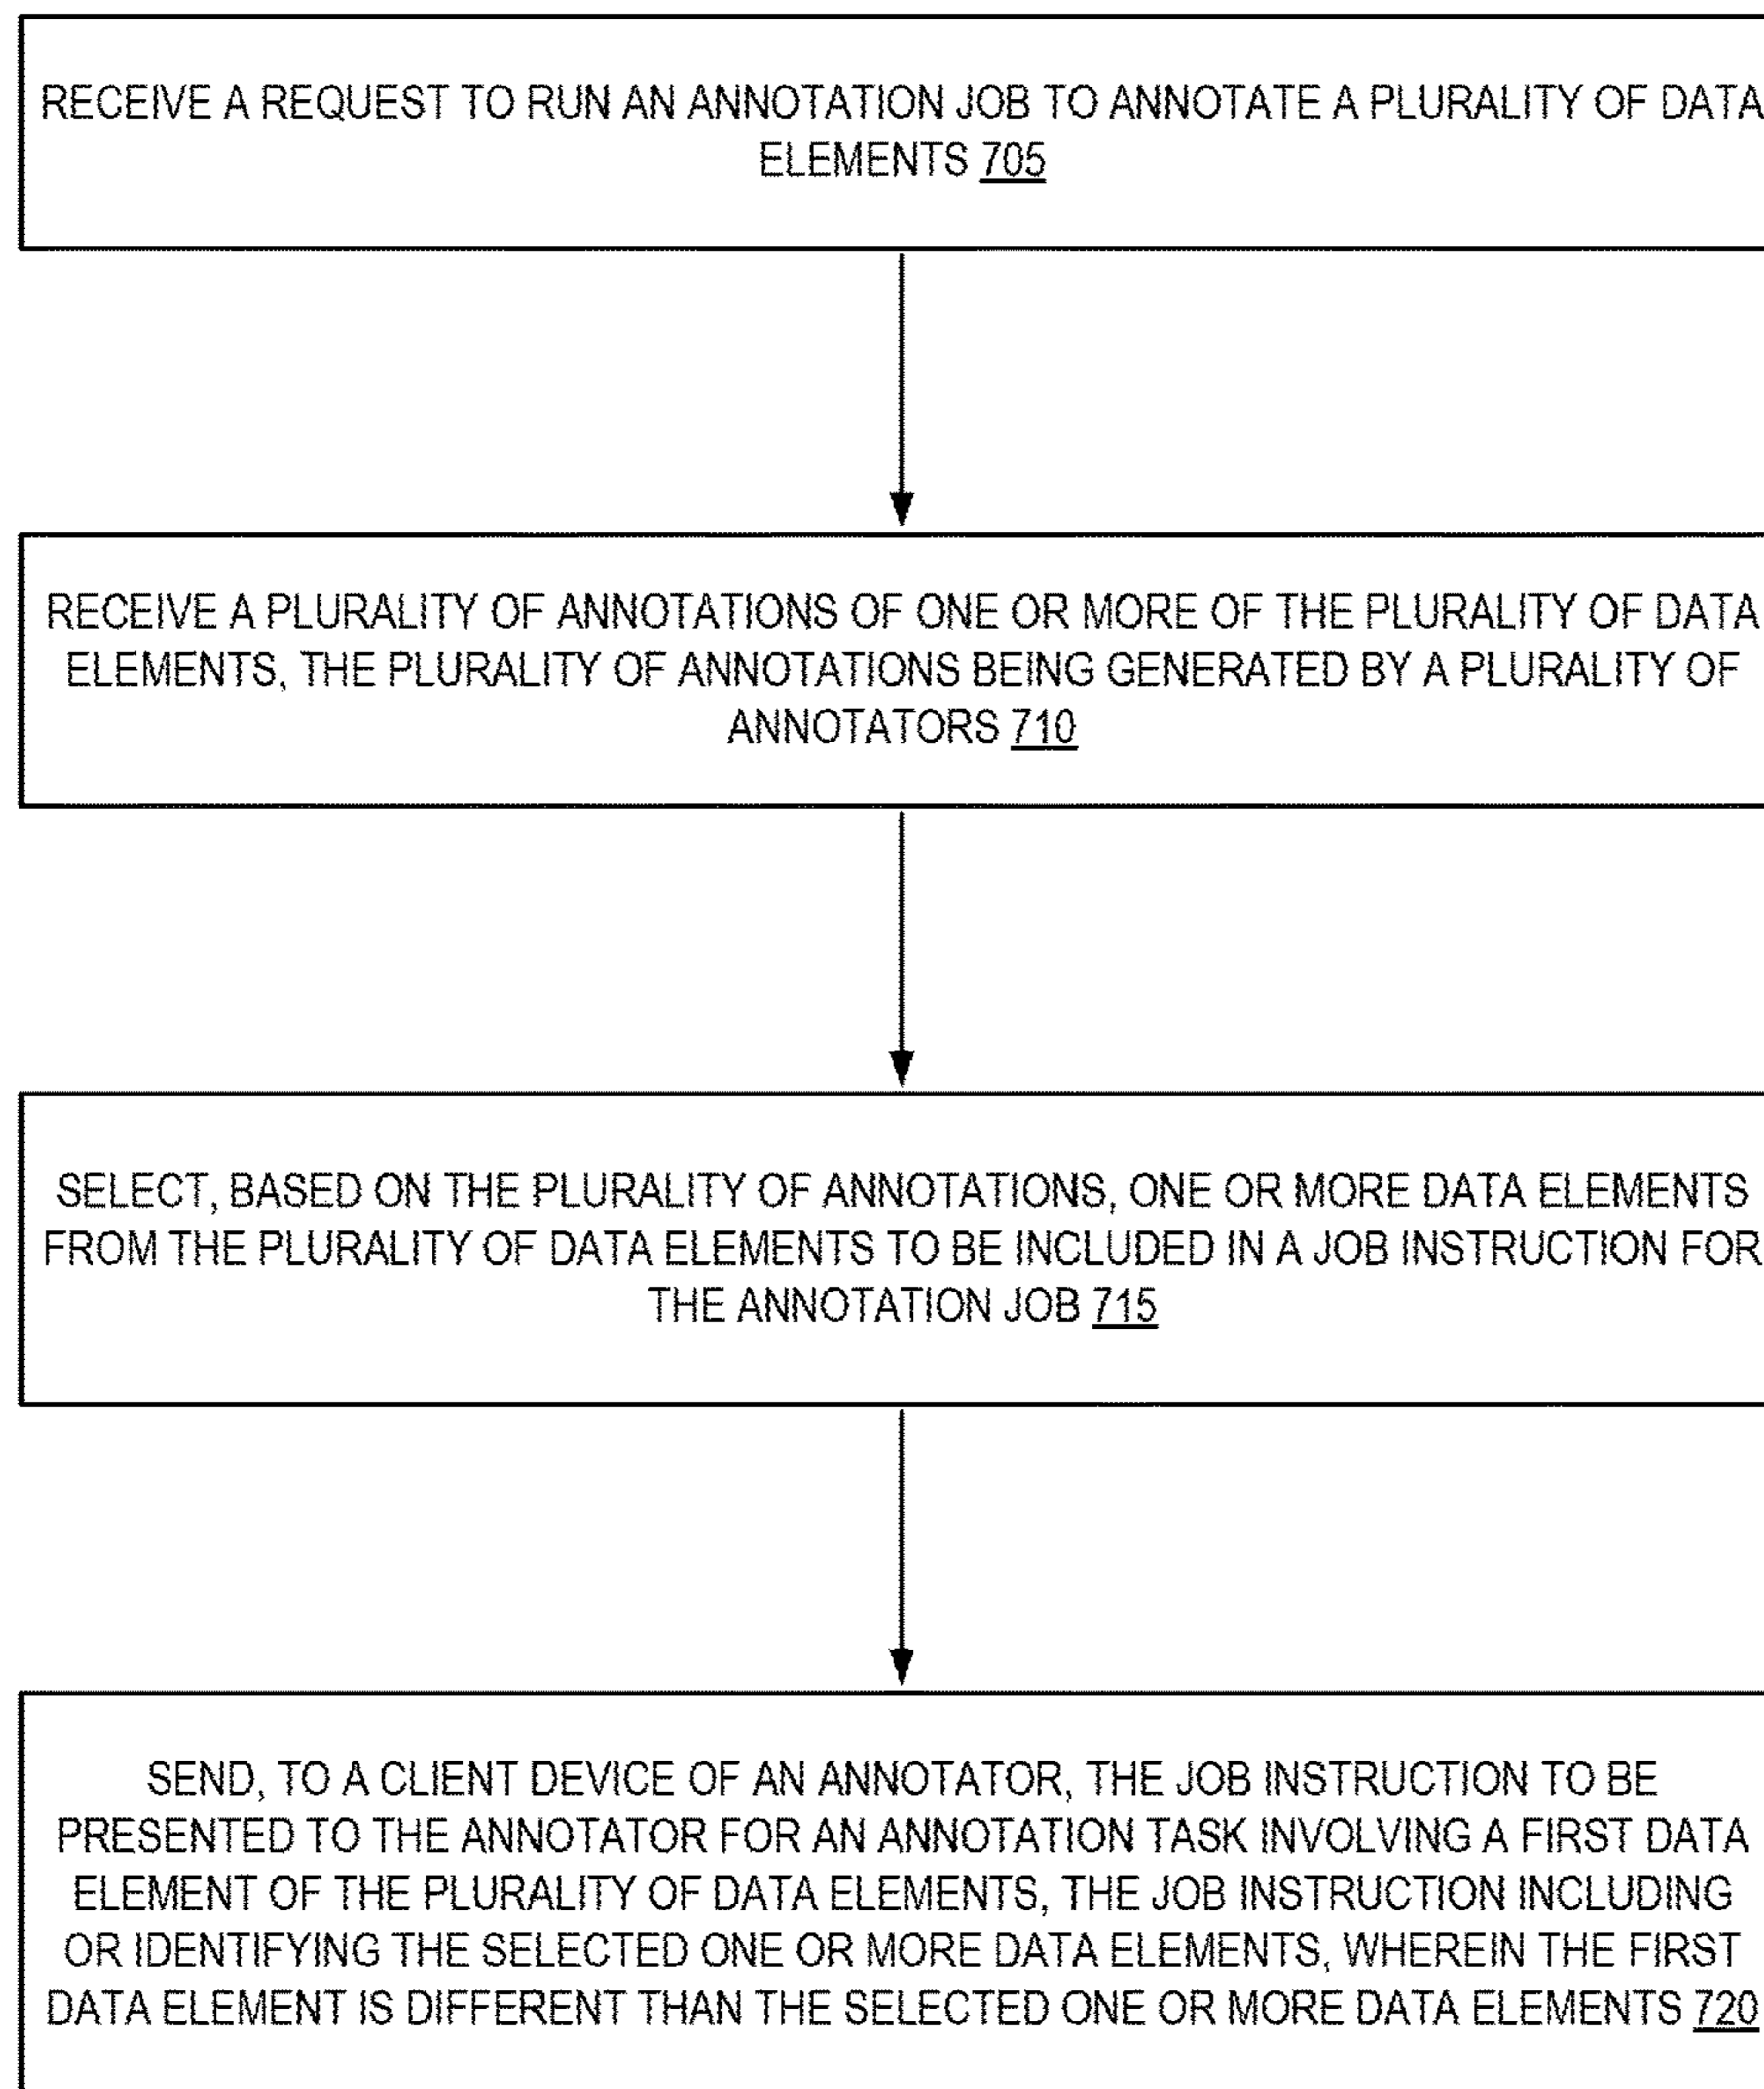 RECEIVE A REQUEST TO RUN AN ANNOTATION JOB TO ANNOTATE A PLURALITY OF DATA
ELEMENTS 705
RECEIVE A PLURALITY OF ANNOTATIONS OF ONE OR MORE OF THE PLURALITY OF DATA
ELEMENTS, THE PLURALITY OF ANNOTATIONS BEING GENERATED BY A PLURALITY OF
ANNOTATORS 710
SELECT, BASED ON THE PLURALITY OF ANNOTATIONS, ONE OR MORE DATA ELEMENTS
FROM THE PLURALITY OF DATA ELEMENTS TO BE INCLUDED IN A JOB INSTRUCTION FOR
THE ANNOTATION JOB 715
SEND, TO A CLIENT DEVICE OF AN ANNOTATOR, THE JOB INSTRUCTION TO BE
PRESENTED TO THE ANNOTATOR FOR AN ANNOTATION TASK INVOLVING A FIRST DATA
ELEMENT OF THE PLURALITY OF DATA ELEMENTS, THE JOB INSTRUCTION INCLUDING
OR IDENTIFYING THE SELECTED ONE OR MORE DATA ELEMENTS, WHEREIN THE FIRST
DATA ELEMENT IS DIFFERENT THAN THE SELECTED ONE OR MORE DATA ELEMENTS 720